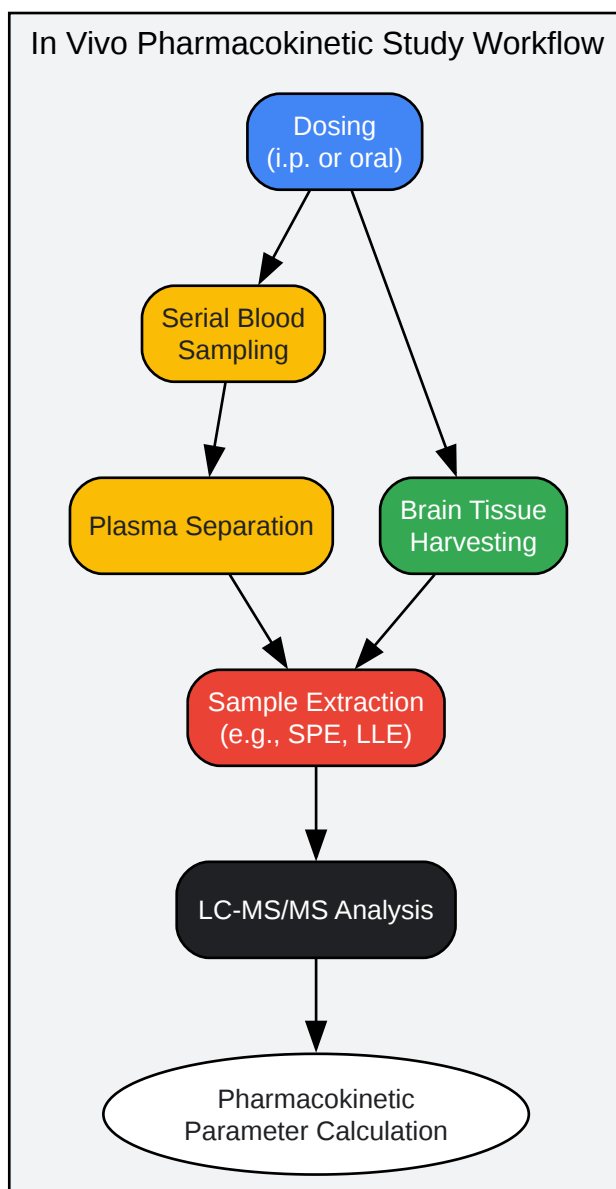 In Vivo Pharmacokinetic Study Workflow
Dosing
(i.p. or oral)
Serial Blood
Sampling
Plasma Separation
Brain Tissue
Harvesting
Sample Extraction
(e.g., SPE, LLE)
LC-MS/MS Analysis
Pharmacokinetic
Parameter Calculation